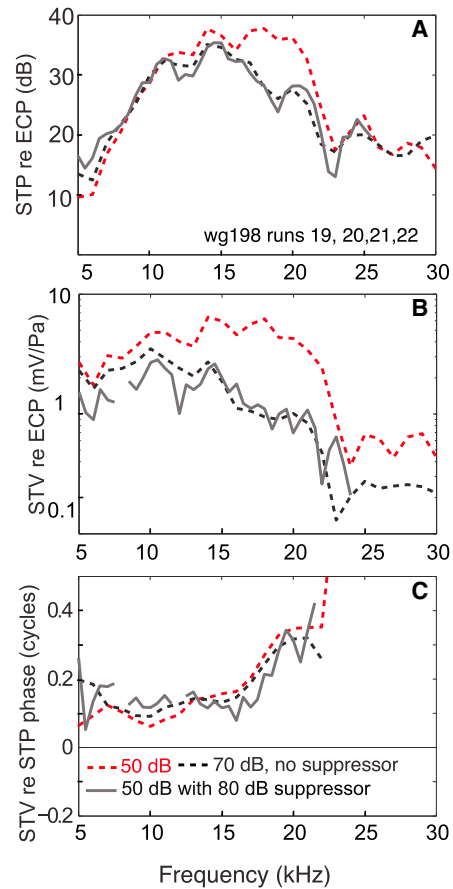 A
40
30
20
10
STP re ECP (dB)
wg198 runs 19, 20,21,22
5 10 15 20 25 30
B
10
1
0.1
STV re ECP (mV/Pa)
5 10 15 20 25 30
C
0.4
0.2
0
−0.2
STV re STP phase (cycles)
50 dB 70 dB, no suppressor
50 dB with 80 dB suppressor
5 10 15 20 25 30
Frequency (kHz)